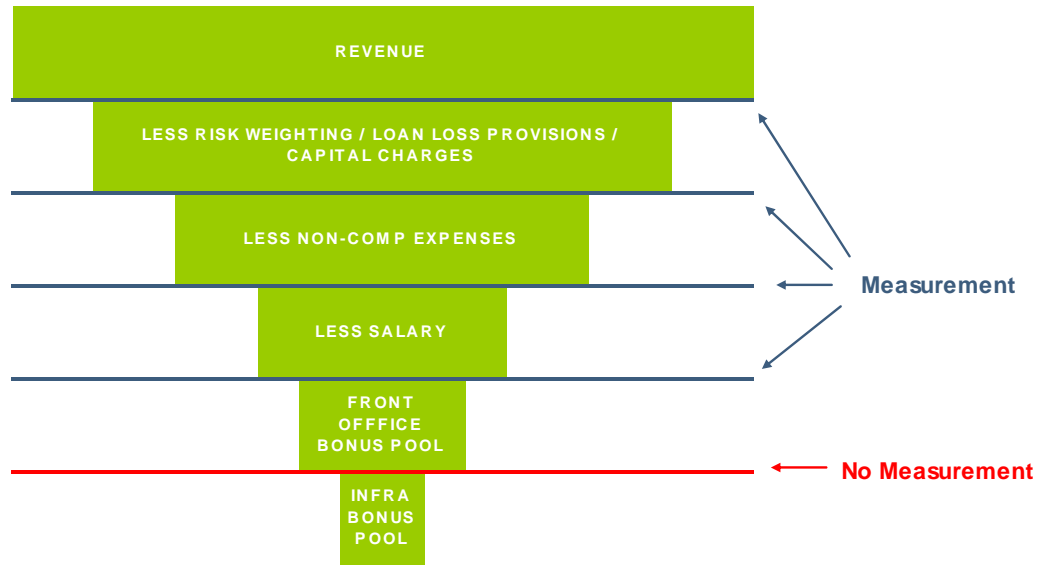 REVENUE
LESS RISK WEIGHTING / LOAN LOSS PROVISIONS /
CAPITAL CHARGES
LESS NON-COMP EXPENSES
Measurement
LESS SALARY
FRONT
OFFFICE
BONUS POOL
No Measurement
INFRA
BONUS
POOL